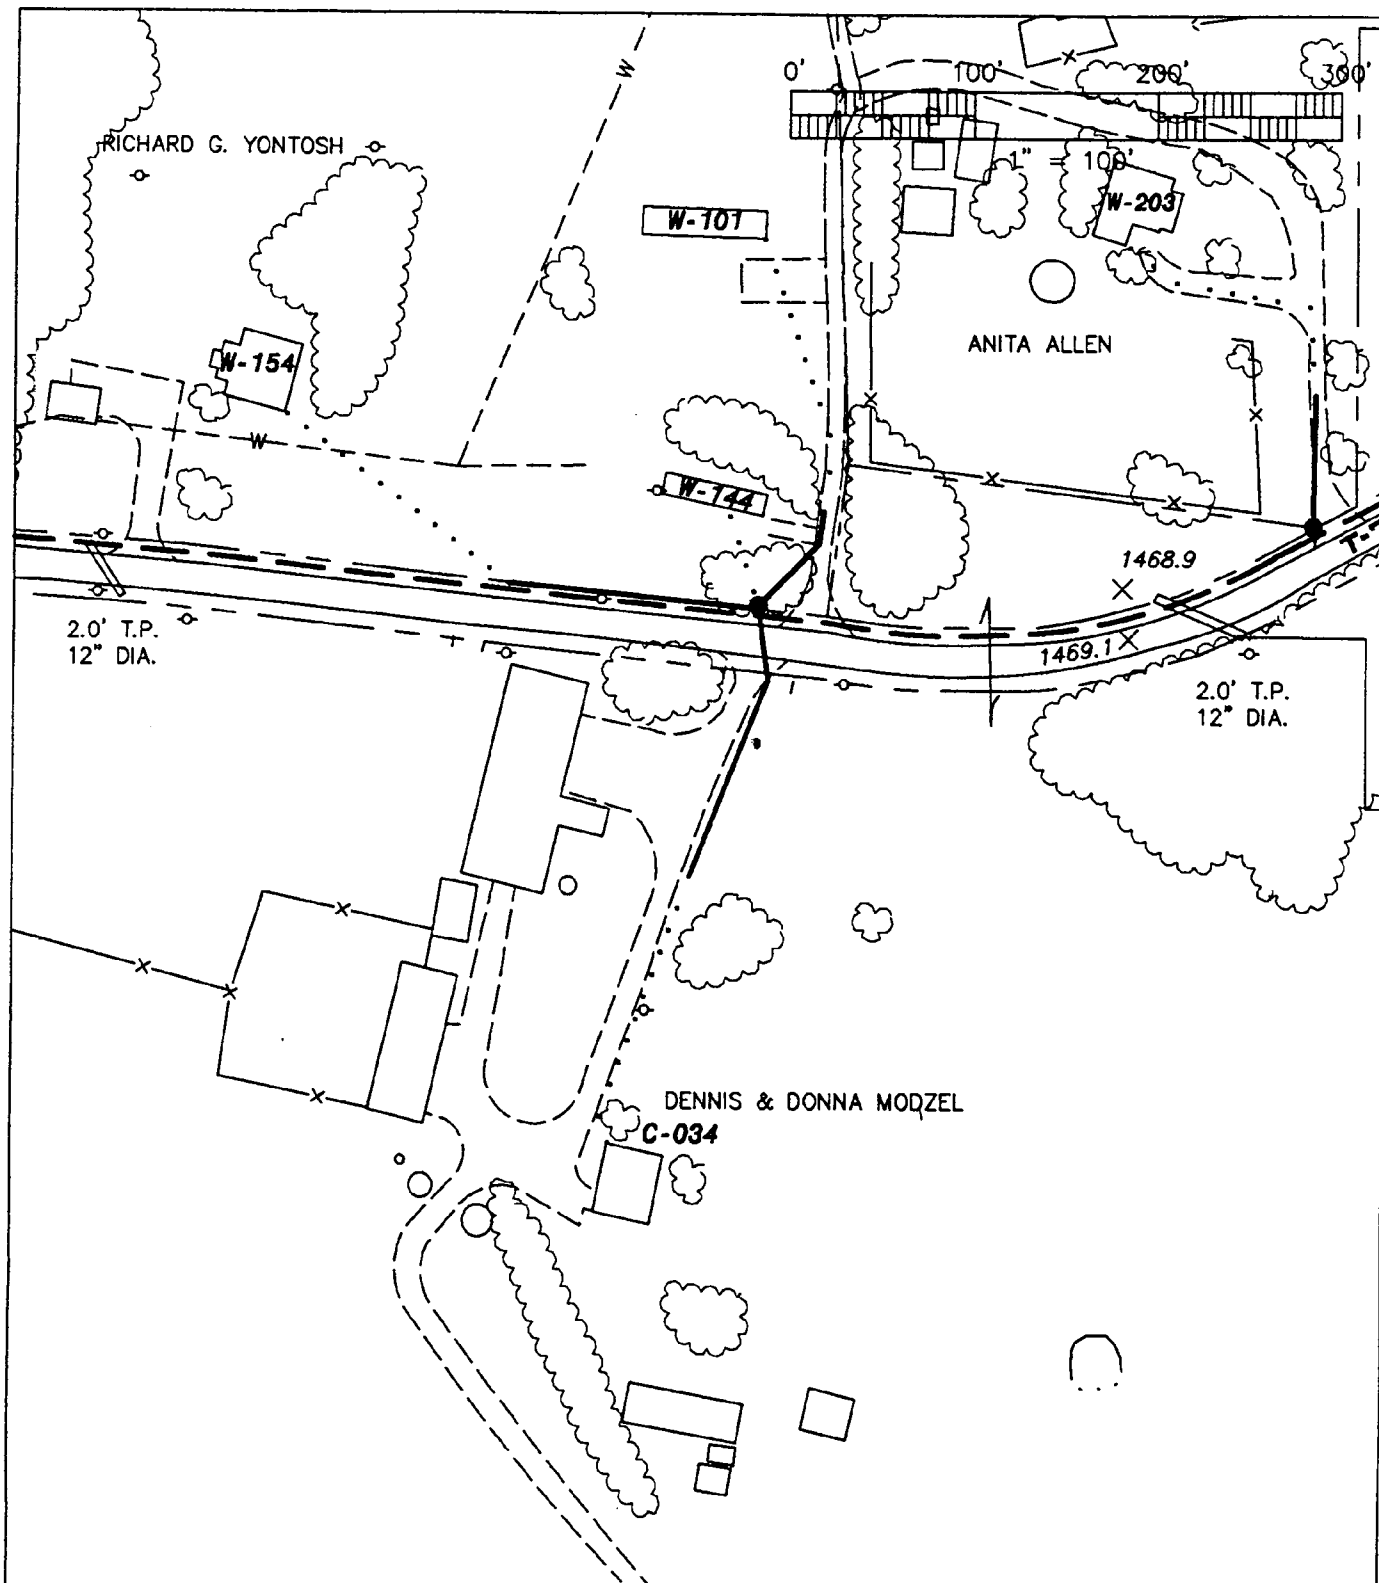 0' 100' 200' 300'
1" = 100'
RICHARD G. YONTOSH
W
W-101
W-203
ANITA ALLEN
W-154
W
W-144
1468.9
1469.1
2.0' T.P.
12" DIA.
2.0' T.P.
12" DIA.
DENNIS & DONNA MODZEL
C-034